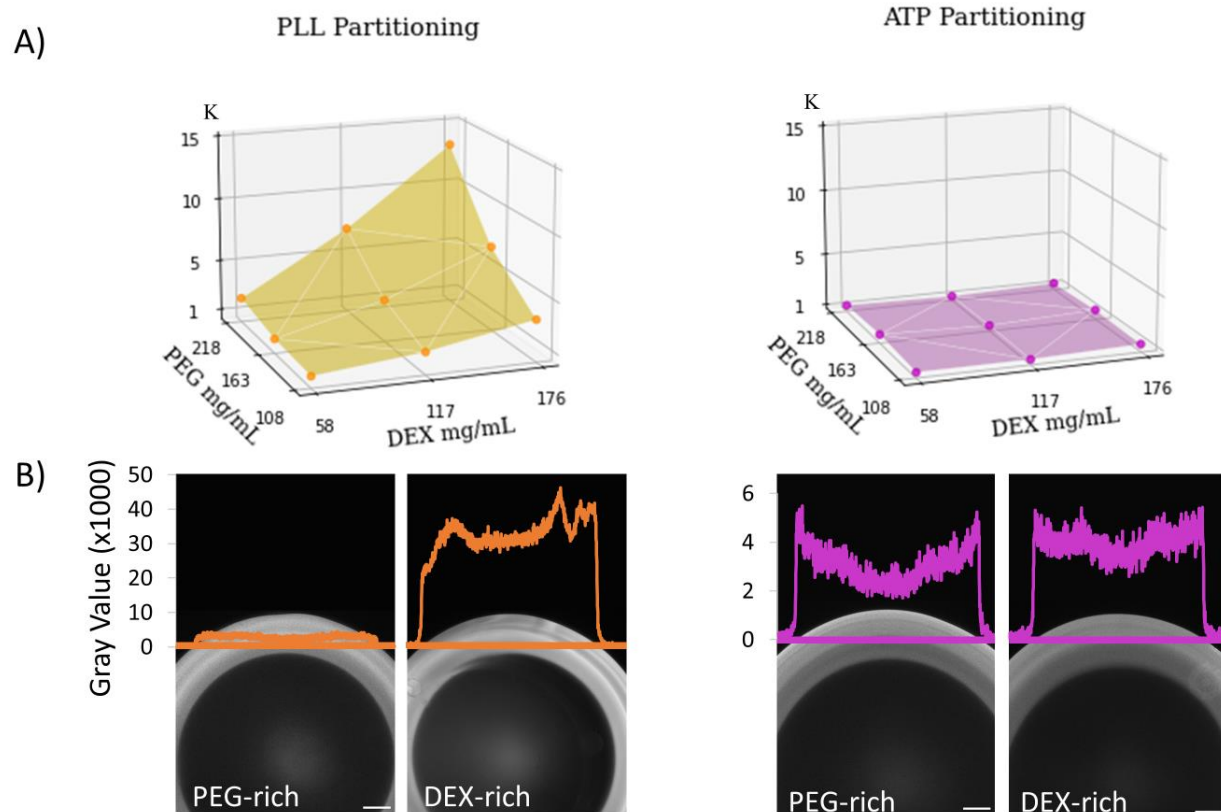 A)
PLL Partitioning
K
15
10
5
1
218
163
108
PEG mg/mL
58
117
176
DEX mg/mL
ATP Partitioning
K
15
10
5
1
218
163
108
PEG mg/mL
58
117
176
DEX mg/mL
B)
Gray Value (x1000)
50
40
30
20
10
0
PEG-rich
DEX-rich
6
4
2
0
PEG-rich
DEX-rich